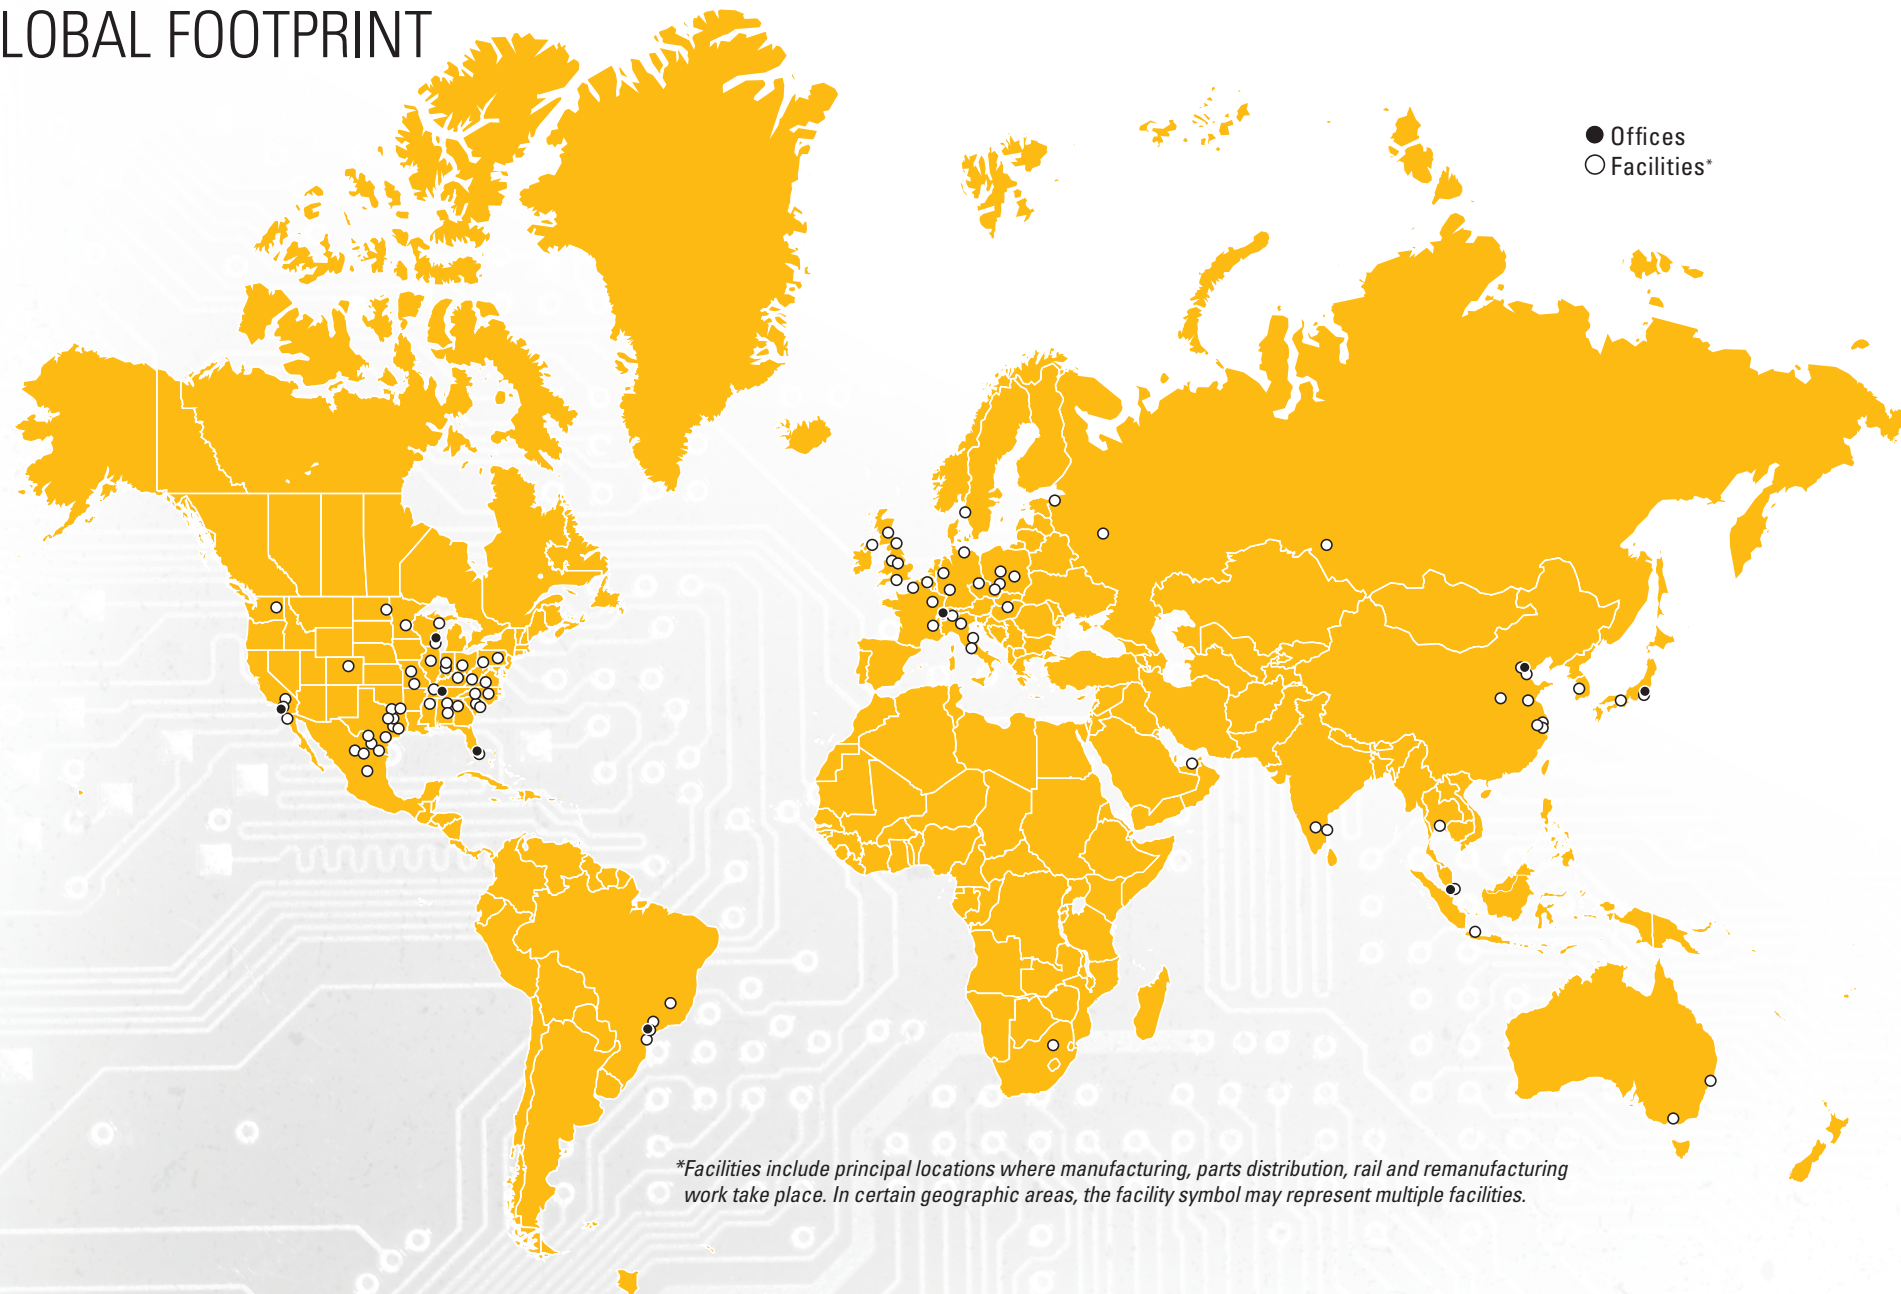 LOBAL FOOTPRINT
Offices
Facilities*
*Facilities include principal locations where manufacturing, parts distribution, rail and remanufacturing
work take place. In certain geographic areas, the facility symbol may represent multiple facilities.